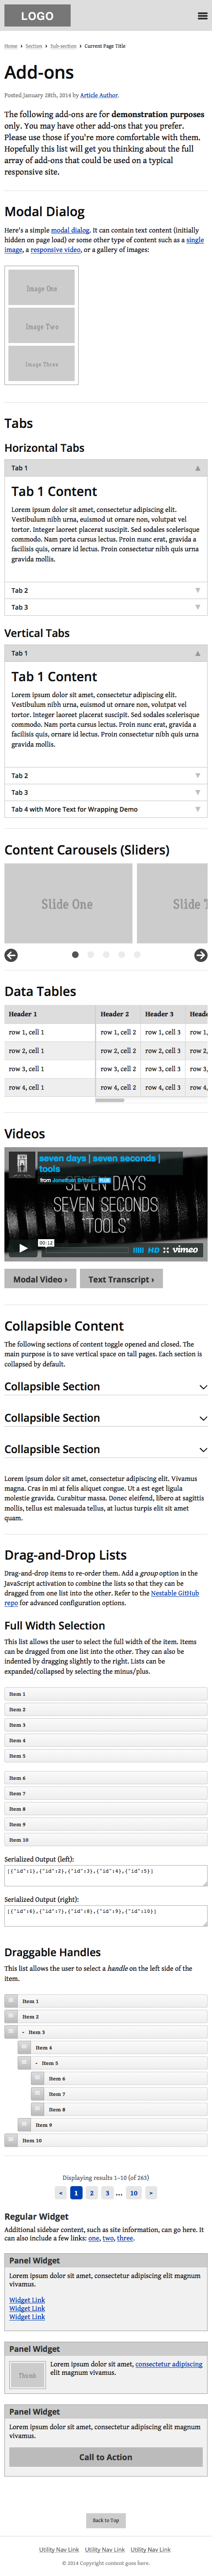 LOGO
Home › Section › Sub-section › Current Page Title
Add-ons
Posted January 28th, 2014 by Article Author.
The following add-ons are for demonstration purposes
only. You may have other add-ons that you prefer.
Please use those if you're more comfortable with them.
Hopefully this list will get you thinking about the full
array of add-ons that could be used on a typical
responsive site.
Modal Dialog
Here's a simple modal dialog. It can contain text content (initially
hidden on page load) or some other type of content such as a single
image, a responsive video, or a gallery of images:
Image One
Image Two
Image Three
Tabs
Horizontal Tabs
Tab 1
Tab 1 Content
Lorem ipsum dolor sit amet, consectetur adipiscing elit.
Vestibulum nibh urna, euismod ut ornare non, volutpat vel
tortor. Integer laoreet placerat suscipit. Sed sodales scelerisque
commodo. Nam porta cursus lectus. Proin nunc erat, gravida a
facilisis quis, ornare id lectus. Proin consectetur nibh quis urna
gravida mollis.
Tab 2
Tab 3
Vertical Tabs
Tab 1
Tab 1 Content
Lorem ipsum dolor sit amet, consectetur adipiscing elit.
Vestibulum nibh urna, euismod ut ornare non, volutpat vel
tortor. Integer laoreet placerat suscipit. Sed sodales scelerisque
commodo. Nam porta cursus lectus. Proin nunc erat, gravida a
facilisis quis, ornare id lectus. Proin consectetur nibh quis urna
gravida mollis.
Tab 2
Tab 3
Tab 4 with More Text for Wrapping Demo
Content Carousels (Sliders)
Slide One
Slide T
Data Tables
Header 1 Header 2 Header 3 Heade
row 1, cell 1 row 1, cell 2 row 1, cell 3 row 1,
row 2, cell 1 row 2, cell 2 row 2, cell 3 row 2,
row 3, cell 1 row 3, cell 2 row 3, cell 3 row 3,
row 4, cell 1 row 4, cell 2 row 4, cell 3 row 4,
Videos
seven days | seven seconds |
tools
from Jonathan Britnell PLUS
SEVEN DAYS
SEVEN SECONDS
"TOOLS"
00:12
HD vimeo
Modal Video ›
Text Transcript ›
Collapsible Content
The following sections of content toggle opened and closed. The
main purpose is to save vertical space on tall pages. Each section is
collapsed by default.
Collapsible Section
Collapsible Section
Collapsible Section
Lorem ipsum dolor sit amet, consectetur adipiscing elit. Vivamus
magna. Cras in mi at felis aliquet congue. Ut a est eget ligula
molestie gravida. Curabitur massa. Donec eleifend, libero at sagittis
mollis, tellus est malesuada tellus, at luctus turpis elit sit amet
quam.
Drag-and-Drop Lists
Drag-and-drop items to re-order them. Add a group option in the
JavaScript activation to combine the lists so that they can be
dragged from one list into the other. Refer to the Nestable GitHub
repo for advanced configuration options.
Full Width Selection
This list allows the user to select the full width of the item. Items
can be dragged from one list into the other. They can also be
indented by dragging slightly to the right. Lists can be
expanded/collapsed by selecting the minus/plus.
Item 1
Item 2
Item 3
Item 4
Item 5
Item 6
Item 7
Item 8
Item 9
Item 10
Serialized Output (left):
[{"id":1},{"id":2},{"id":3},{"id":4},{"id":5}]
Serialized Output (right):
[{"id":6},{"id":7},{"id":8},{"id":9},{"id":10}]
Draggable Handles
This list allows the user to select a handle on the left side of the
item.
Item 1
Item 2
- Item 3
Item 4
- Item 5
Item 6
Item 7
Item 8
Item 9
Item 10
Displaying results 1–10 (of 263)
< 1 2 3 ... 10 >
Regular Widget
Additional sidebar content, such as site information, can go here. It
can also include a few links: one, two, three.
Panel Widget
Lorem ipsum dolor sit amet, consectetur adipiscing elit magnum
vivamus.
Widget Link
Widget Link
Widget Link
Panel Widget
Thumb
Lorem ipsum dolor sit amet, consectetur adipiscing
elit magnum vivamus.
Panel Widget
Lorem ipsum dolor sit amet, consectetur adipiscing elit magnum
vivamus.
Call to Action
Back to Top
Utility Nav Link Utility Nav Link Utility Nav Link
© 2014 Copyright content goes here.